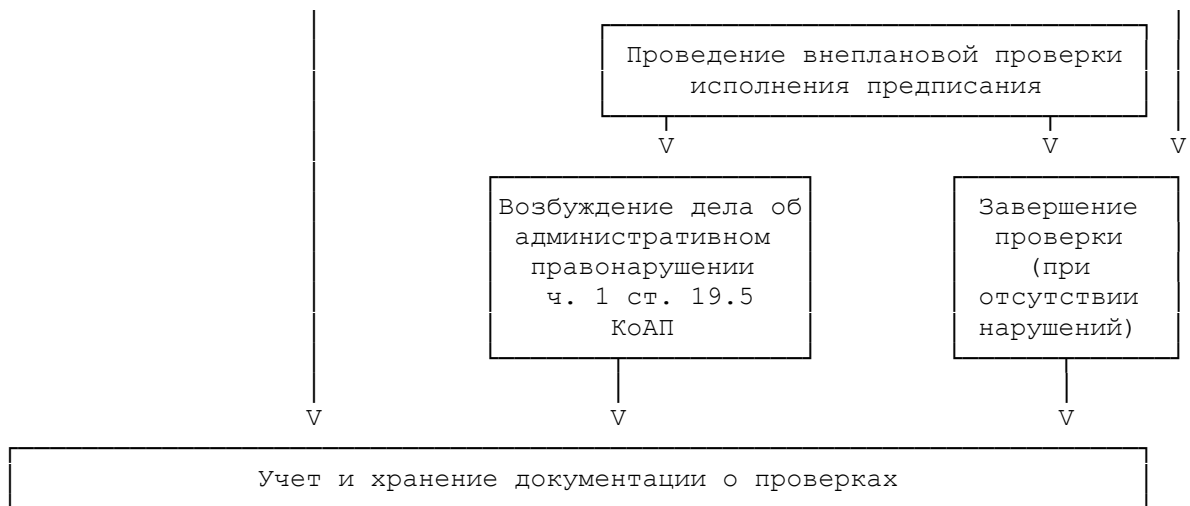 Проведение внеплановой проверки
исполнения предписания
V
V
V
Возбуждение дела об
административном
правонарушении
ч. 1 ст. 19.5
КоАП
Завершение
проверки
(при
отсутствии
нарушений)
V
V
V
Учет и хранение документации о проверках